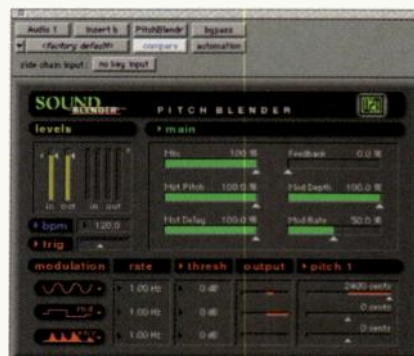 Audio 1 Insert b PitchBlendr bypass
<factory default> compare automation
side chain input: no key input
SOUND
BLENDER PITCH BLENDER
levels main
Mix 100 % Feedback 0.0 %
Mst Pitch 100.0 % Mod Depth 100.0 %
Mst Delay 100.0 % Mod Rate 50.0 %
in out in out
bpm 120.0
trig
modulation rate thresh output pitch 1
1.00 Hz 0 dB 2400 cents
1.00 Hz 0 dB 0 cents
1.00 Hz 0 dB 0 cents